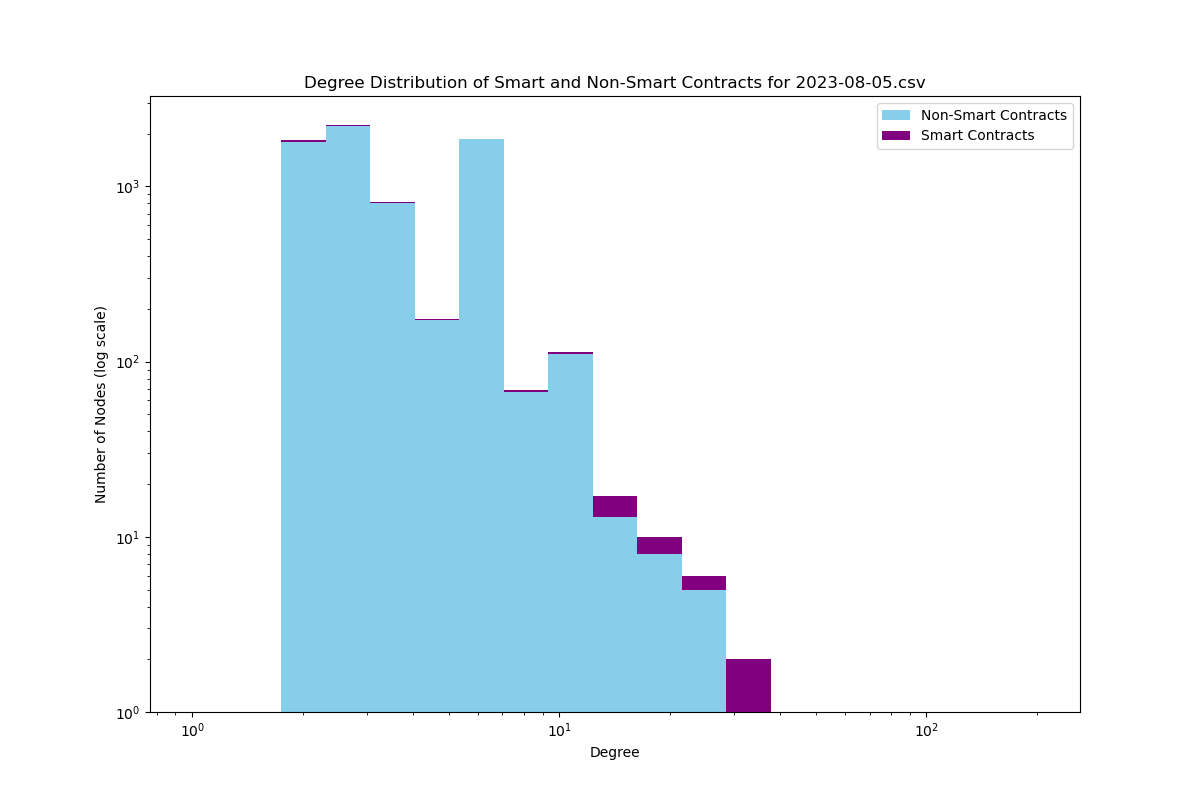 Degree Distribution of Smart and Non-Smart Contracts for 2023-08-05.csv
Non-Smart Contracts
Smart Contracts
Number of Nodes (log scale)
10³
10²
10¹
10⁰
10⁰ 10¹ 10²
Degree